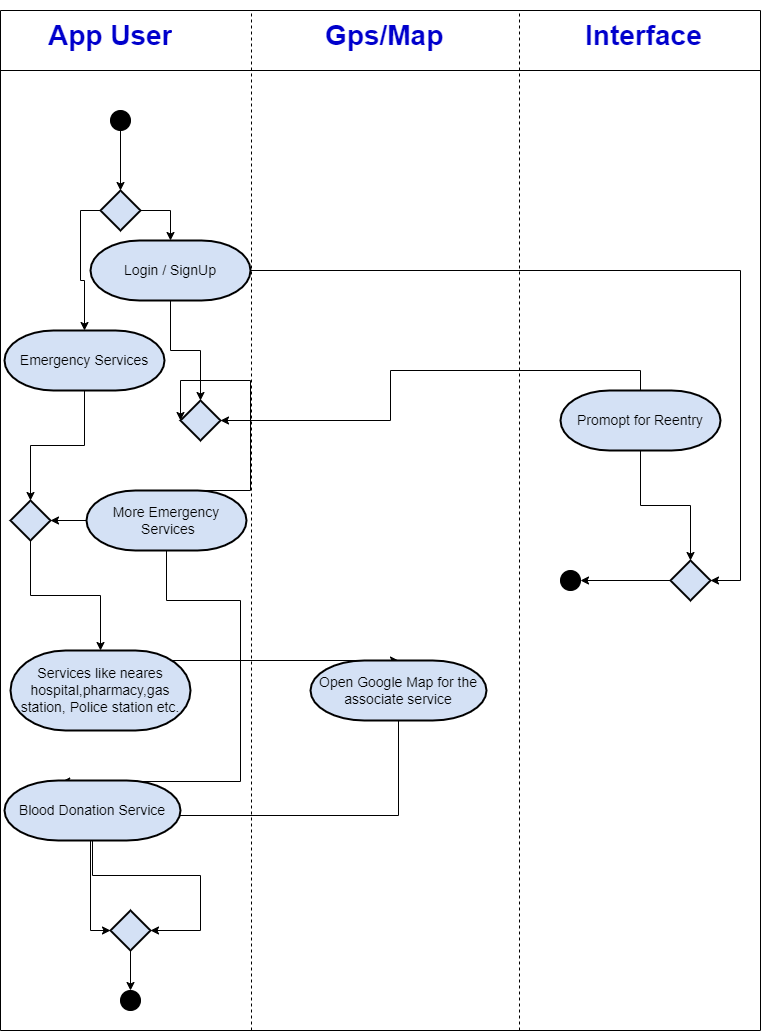 App User
Gps/Map
Interface
Login / SignUp
Emergency Services
Promopt for Reentry
More Emergency
Services
Services like neares
hospital,pharmacy,gas
station, Police station etc.
Open Google Map for the
associate service
Blood Donation Service